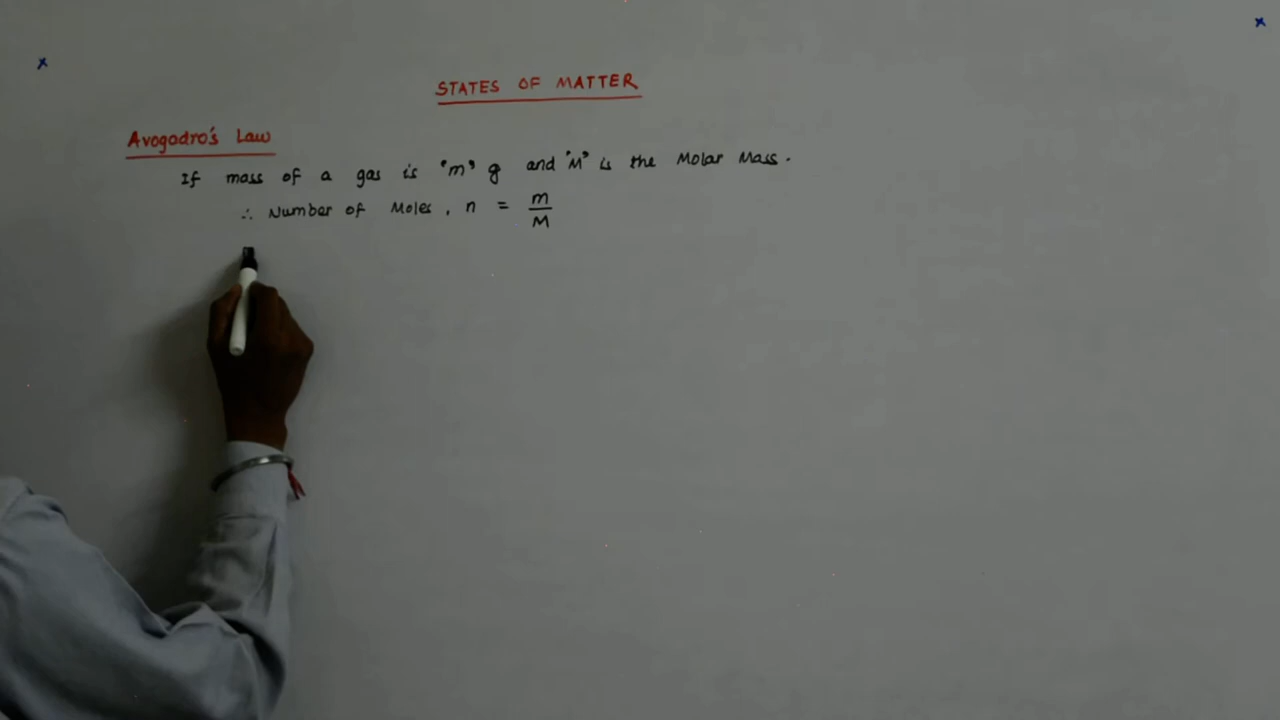 STATES OF MATTER
Avogadro's Law
If mass of a gas is 'm' g and 'M' is the Molar Mass.
∴ Number of Moles, n = m/M